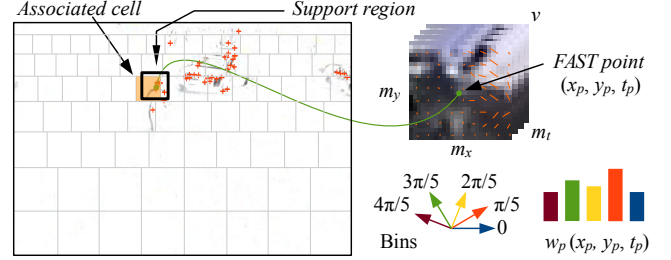 Associated cell
Support region
v
FAST point
(x_p, y_p, t_p)
m_y
m_t
m_x
3π/5
2π/5
4π/5
π/5
0
Bins
w_p (x_p, y_p, t_p)